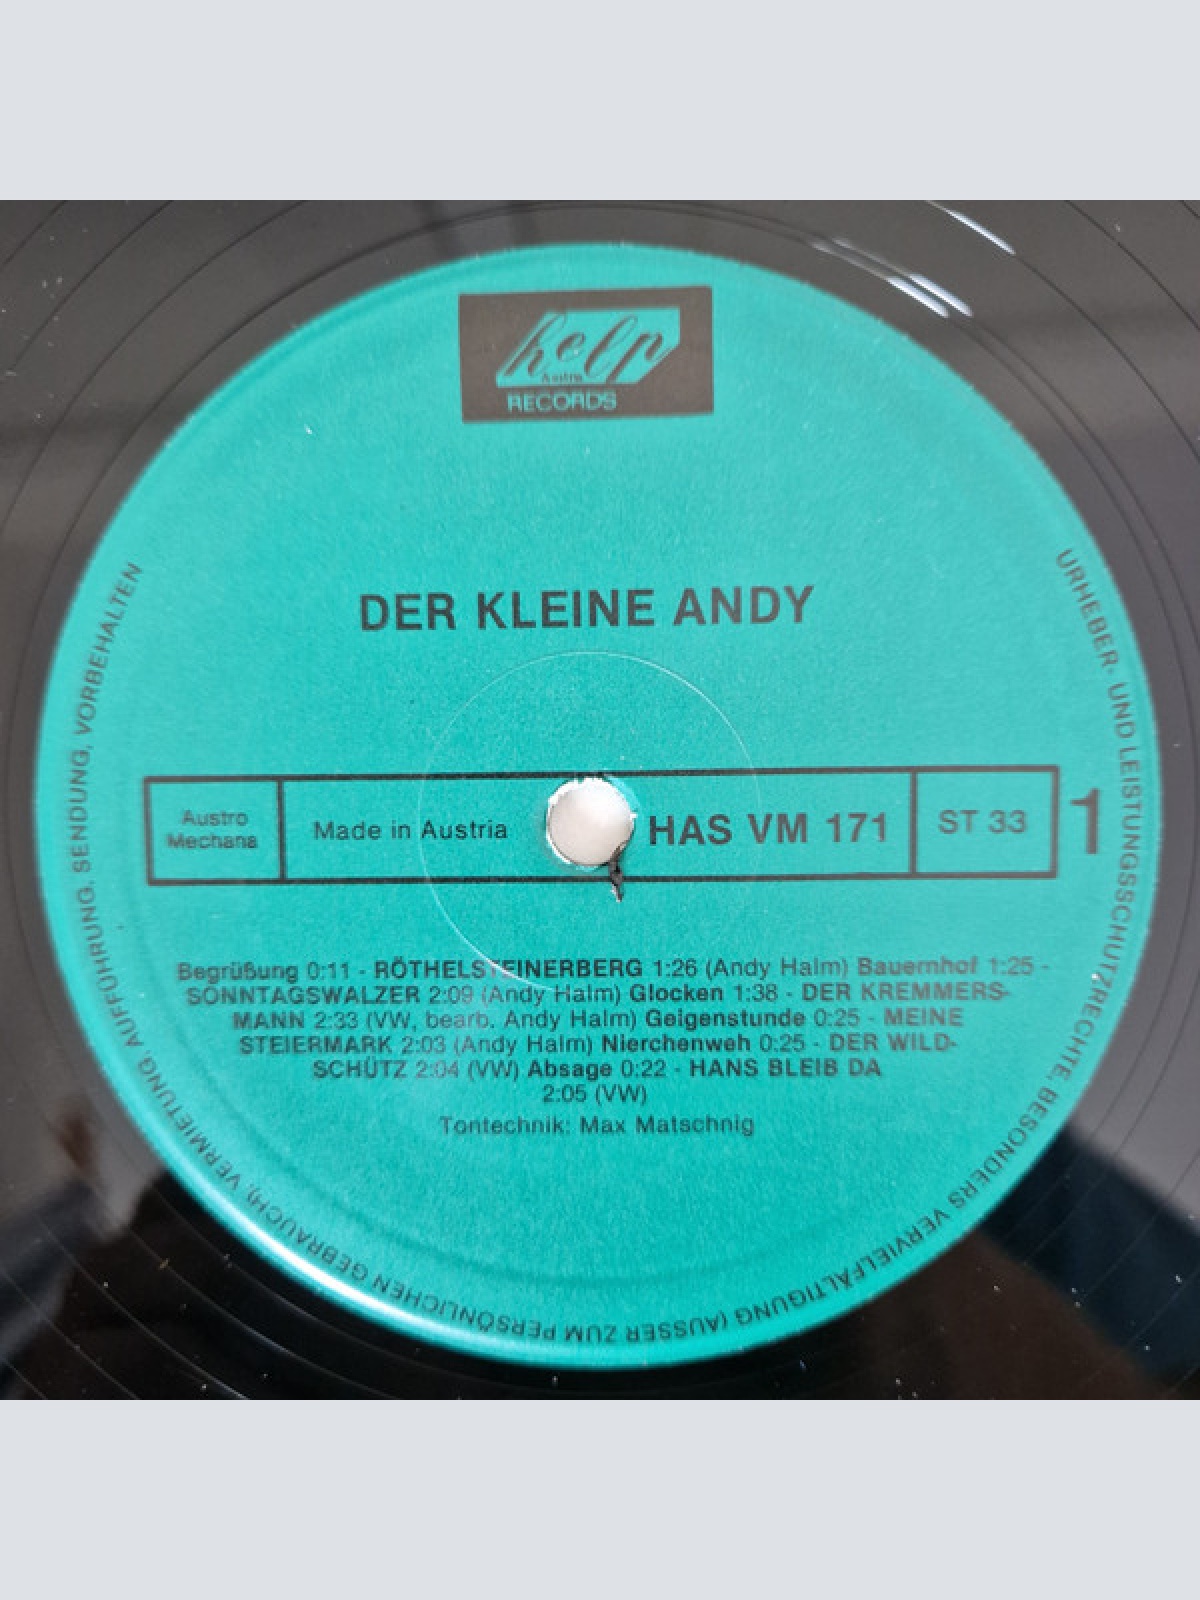 help
Austria
RECORDS
DER KLEINE ANDY
Austro
Mechana
Made in Austria
HAS VM 171
ST 33
1
Begrüßung 0:11 - RÖTHELSTEINERBERG 1:26 (Andy Halm) Bauernhof 1:25 -
SONNTAGSWALZER 2:09 (Andy Halm) Glocken 1:38 - DER KREMMERS-
MANN 2:33 (VW, bearb. Andy Halm) Geigenstunde 0:25 - MEINE
STEIERMARK 2:03 (Andy Halm) Nierchenweh 0:25 - DER WILD-
SCHÜTZ 2:04 (VW) Absage 0:22 - HANS BLEIB DA
2:05 (VW)
Tontechnik: Max Matschnig
URHEBER- UND LEISTUNGSSCHUTZRECHTE BESONDERS VERVIELFÄLTIGUNG (AUSSER ZUM PERSÖNLICHEN GEBRAUCH), VERMIETUNG, AUFFÜHRUNG, SENDUNG, VORBEHALTEN